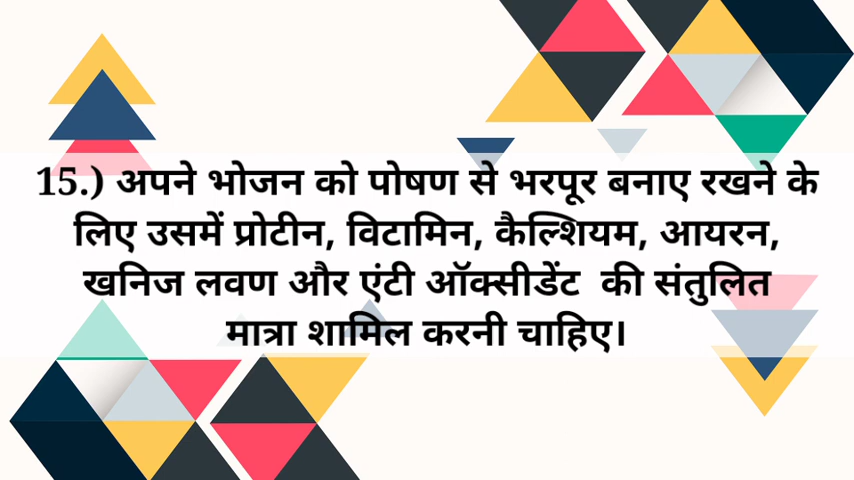 15.) अपने भोजन को पोषण से भरपूर बनाए रखने के
लिए उसमें प्रोटीन, विटामिन, कैल्शियम, आयरन,
खनिज लवण और एंटी ऑक्सीडेंट की संतुलित
मात्रा शामिल करनी चाहिए।